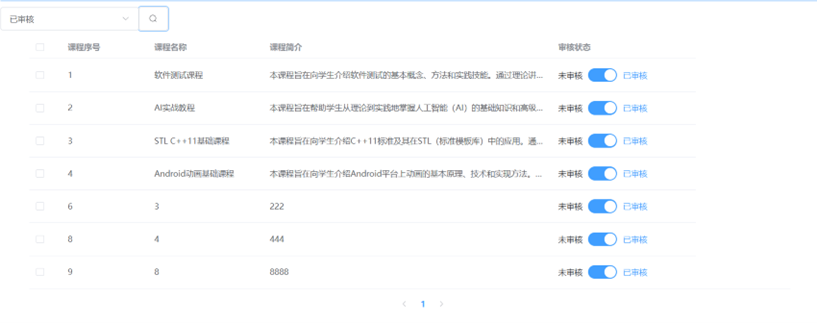 已审核
课程序号 课程名称 课程简介 审核状态
1 软件测试课程 本课程旨在向学生介绍软件测试的基本概念、方法和实践技能。通过理论讲... 未审核 已审核
2 AI实战教程 本课程旨在帮助学生从理论到实践地掌握人工智能（AI）的基础知识和高级... 未审核 已审核
3 STL C++11基础课程 本课程旨在向学生介绍C++11标准及其在STL（标准模板库）中的应用。通... 未审核 已审核
4 Android动画基础课程 本课程旨在向学生介绍Android平台上动画的基本原理、技术和实现方法。... 未审核 已审核
6 3 222 未审核 已审核
8 4 444 未审核 已审核
9 8 8888 未审核 已审核
1